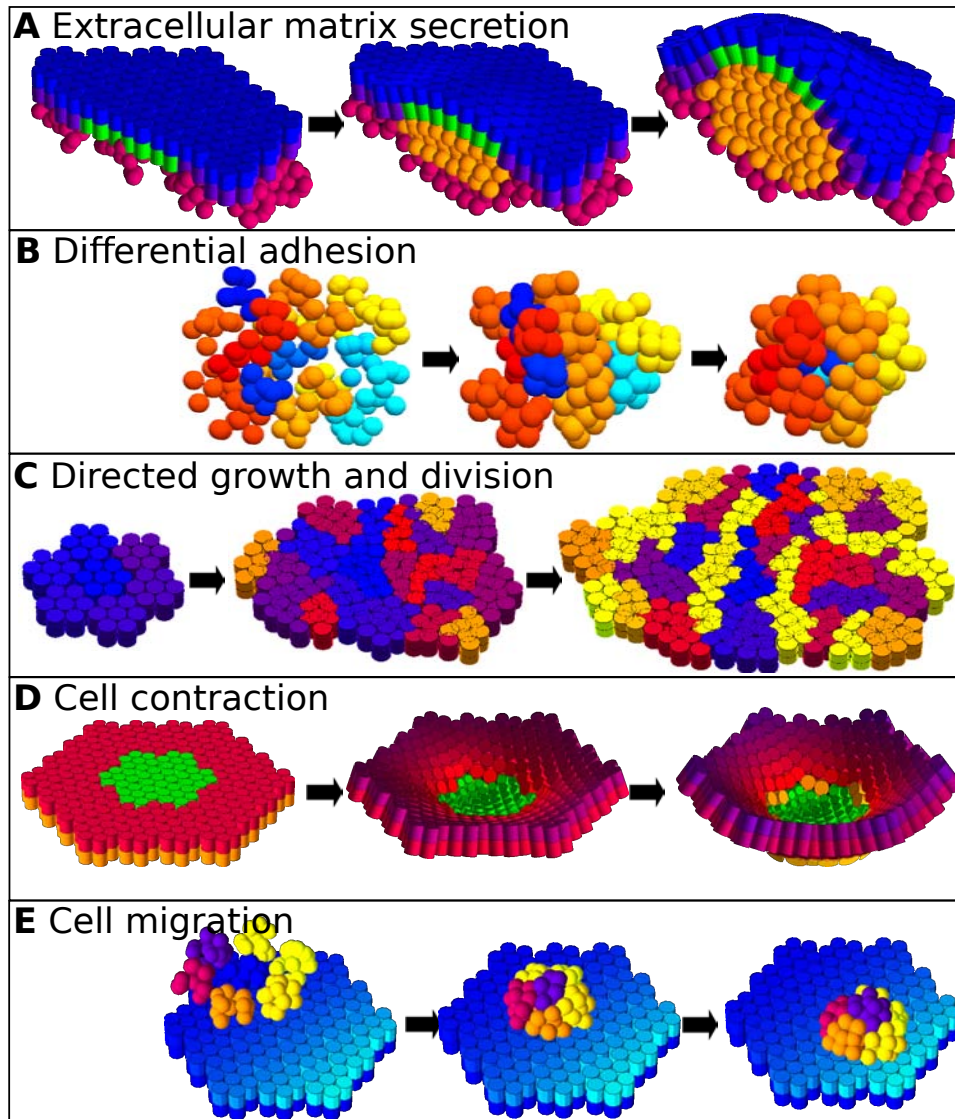 A Extracellular matrix secretion
B Differential adhesion
C Directed growth and division
D Cell contraction
E Cell migration